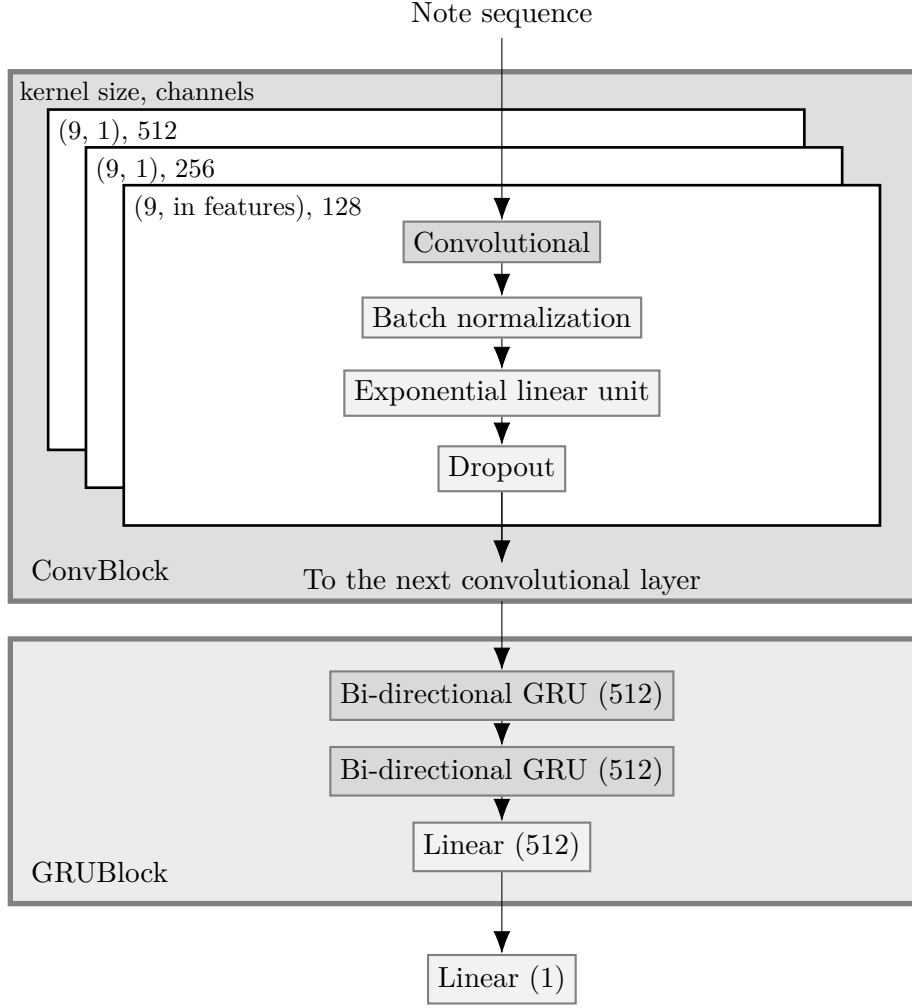 Note sequence
kernel size, channels
(9, 1), 512
(9, 1), 256
(9, in features), 128
Convolutional
Batch normalization
Exponential linear unit
Dropout
ConvBlock
To the next convolutional layer
Bi-directional GRU (512)
Bi-directional GRU (512)
Linear (512)
GRUBlock
Linear (1)